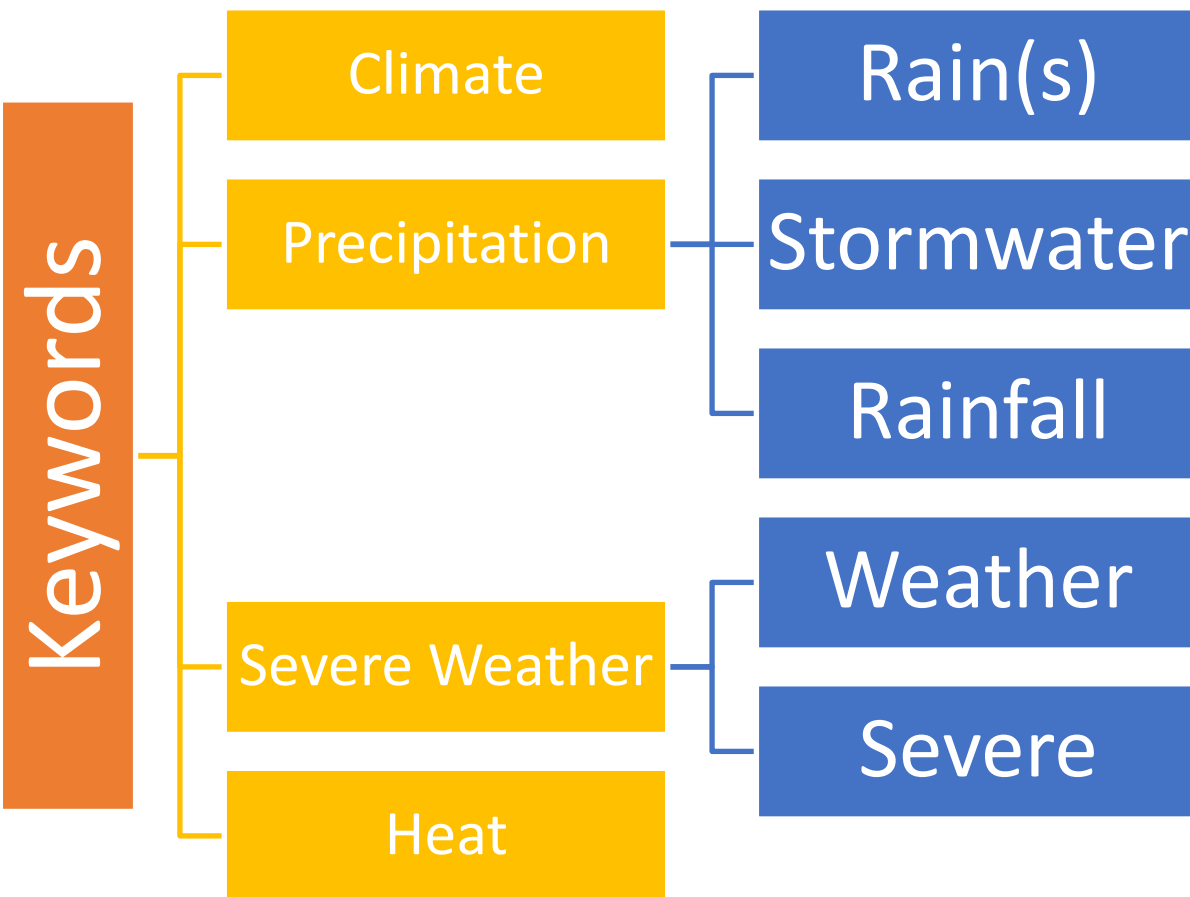 Keywords
Climate
Precipitation
Rain(s)
Stormwater
Rainfall
Severe Weather
Weather
Severe
Heat